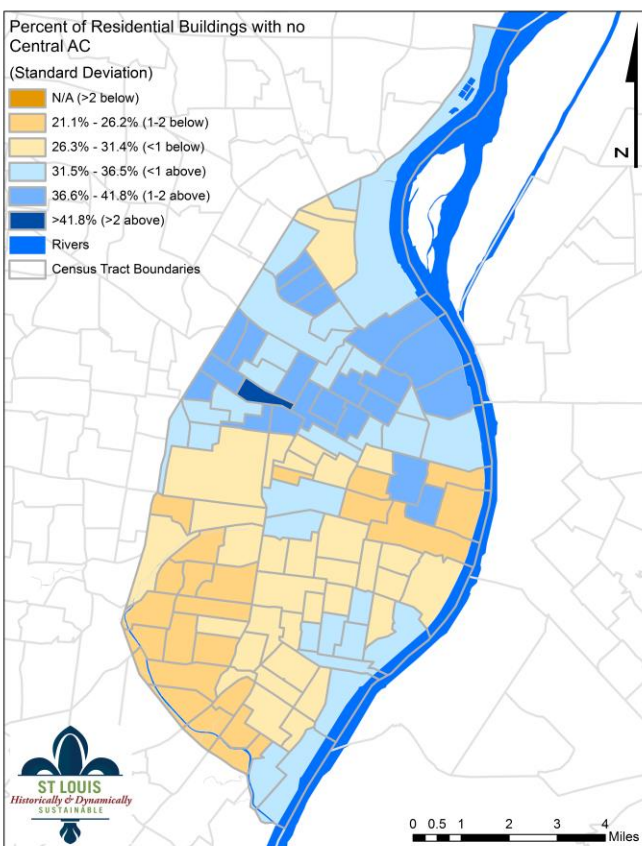 Percent of Residential Buildings with no
Central AC
(Standard Deviation)
N/A (>2 below)
21.1% - 26.2% (1-2 below)
26.3% - 31.4% (<1 below)
31.5% - 36.5% (<1 above)
36.6% - 41.8% (1-2 above)
>41.8% (>2 above)
Rivers
Census Tract Boundaries
N
ST LOUIS
Historically & Dynamically
SUSTAINABLE
0 0.5 1 2 3 4
Miles